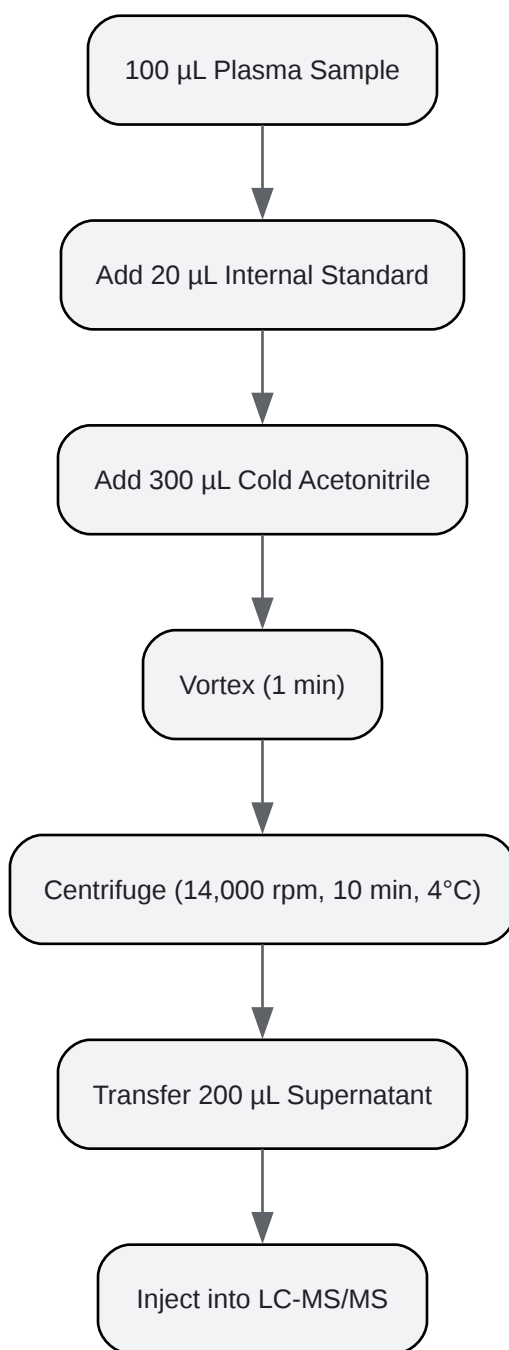 100 µL Plasma Sample
Add 20 µL Internal Standard
Add 300 µL Cold Acetonitrile
Vortex (1 min)
Centrifuge (14,000 rpm, 10 min, 4°C)
Transfer 200 µL Supernatant
Inject into LC-MS/MS